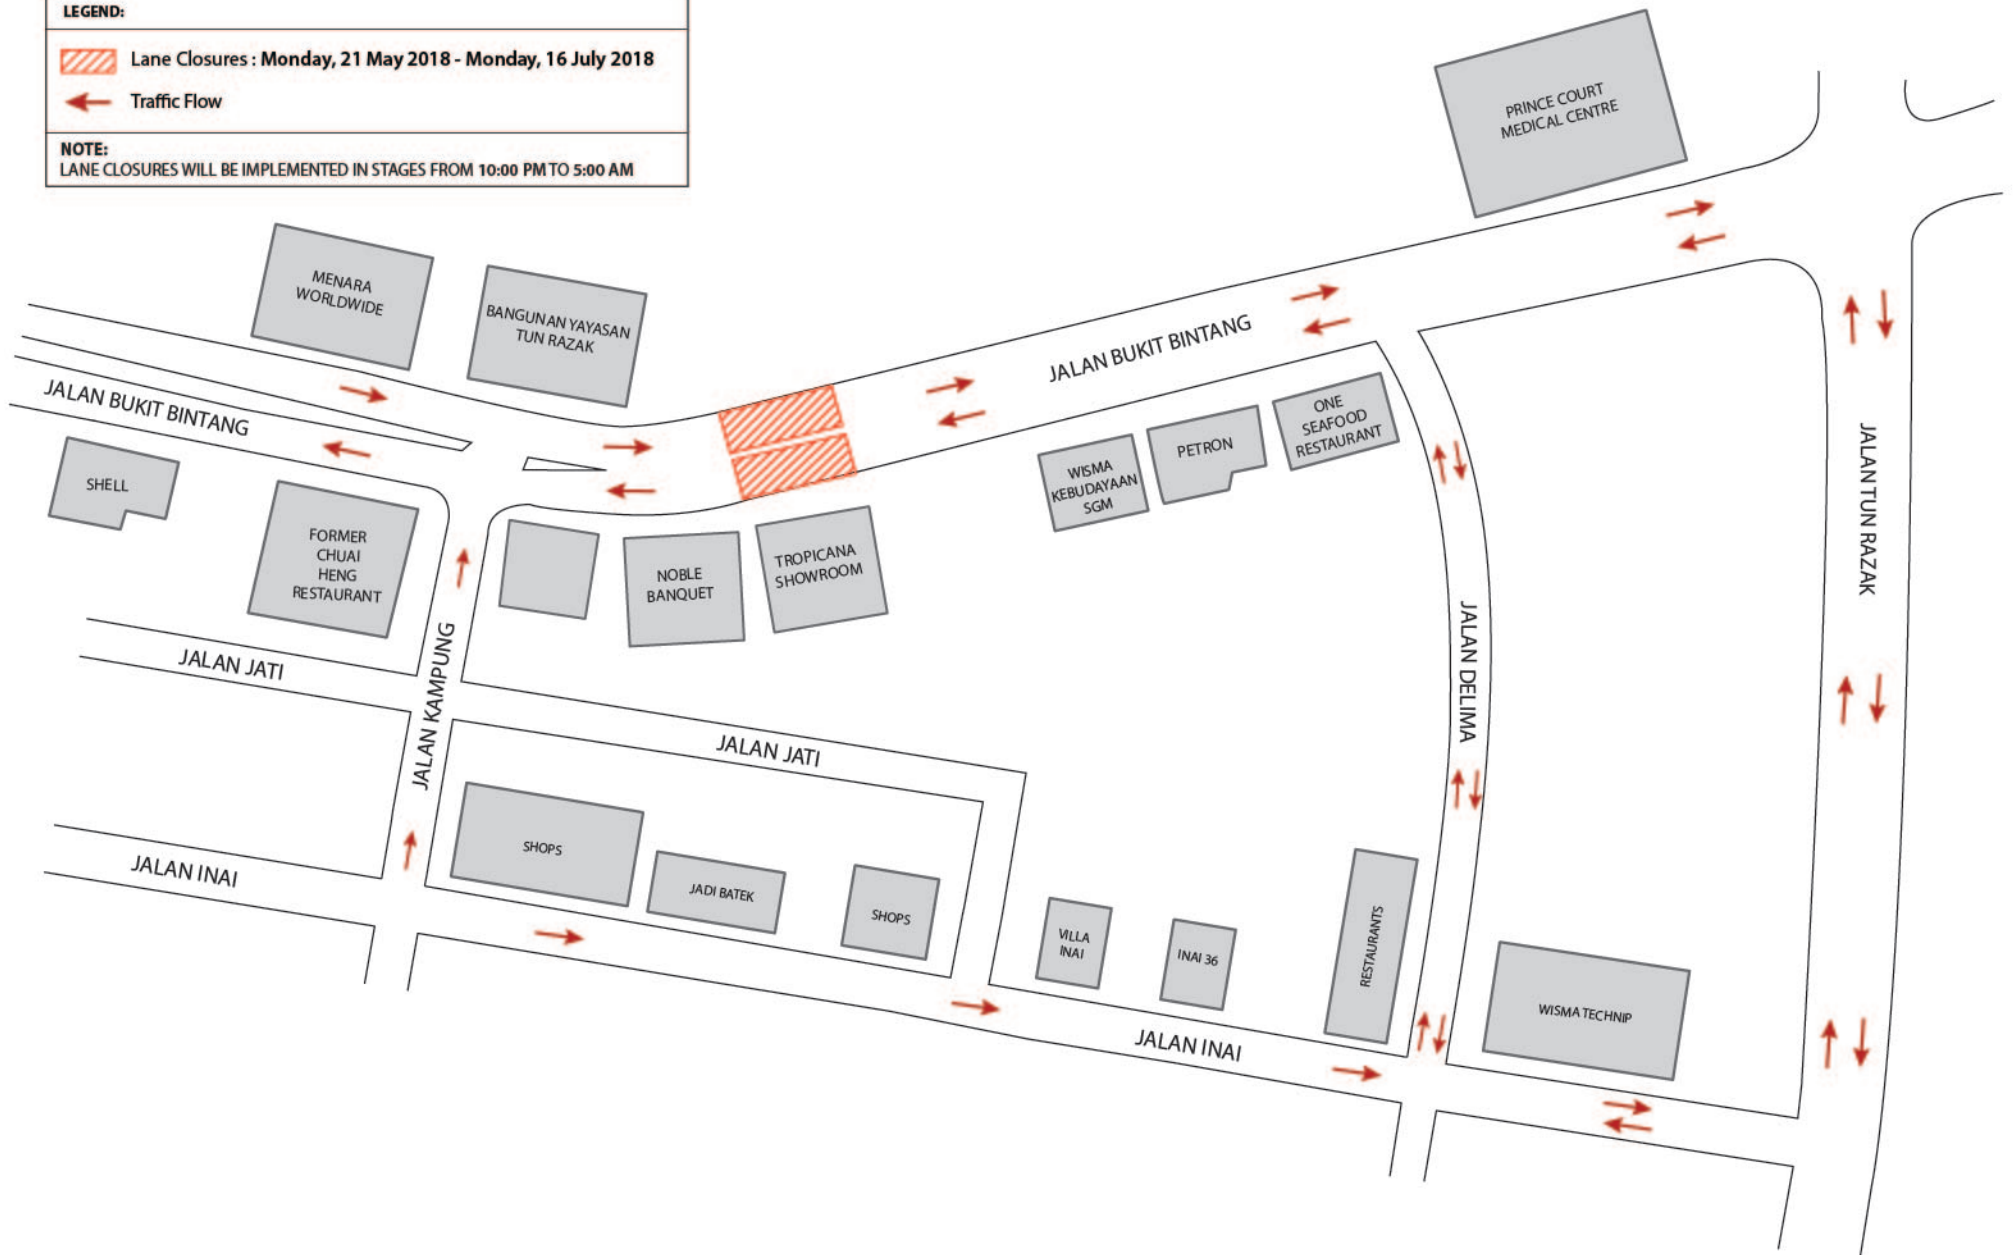 LEGEND:
Lane Closures : Monday, 21 May 2018 - Monday, 16 July 2018
Traffic Flow
NOTE:
LANE CLOSURES WILL BE IMPLEMENTED IN STAGES FROM 10:00 PM TO 5:00 AM
PRINCE COURT
MEDICAL CENTRE
MENARA
WORLDWIDE
BANGUNAN YAYASAN
TUN RAZAK
JALAN BUKIT BINTANG
JALAN BUKIT BINTANG
SHELL
FORMER
CHUAI
HENG
RESTAURANT
NOBLE
BANQUET
TROPICANA
SHOWROOM
WISMA
KEBUDAYAAN
SGM
PETRON
ONE
SEAFOOD
RESTAURANT
JALAN TUN RAZAK
JALAN DELIMA
JALAN JATI
JALAN KAMPUNG
JALAN JATI
JALAN INAI
SHOPS
JADI BATEK
SHOPS
VILLA
INAI
INAI 36
RESTAURANTS
WISMA TECHNIP
JALAN INAI